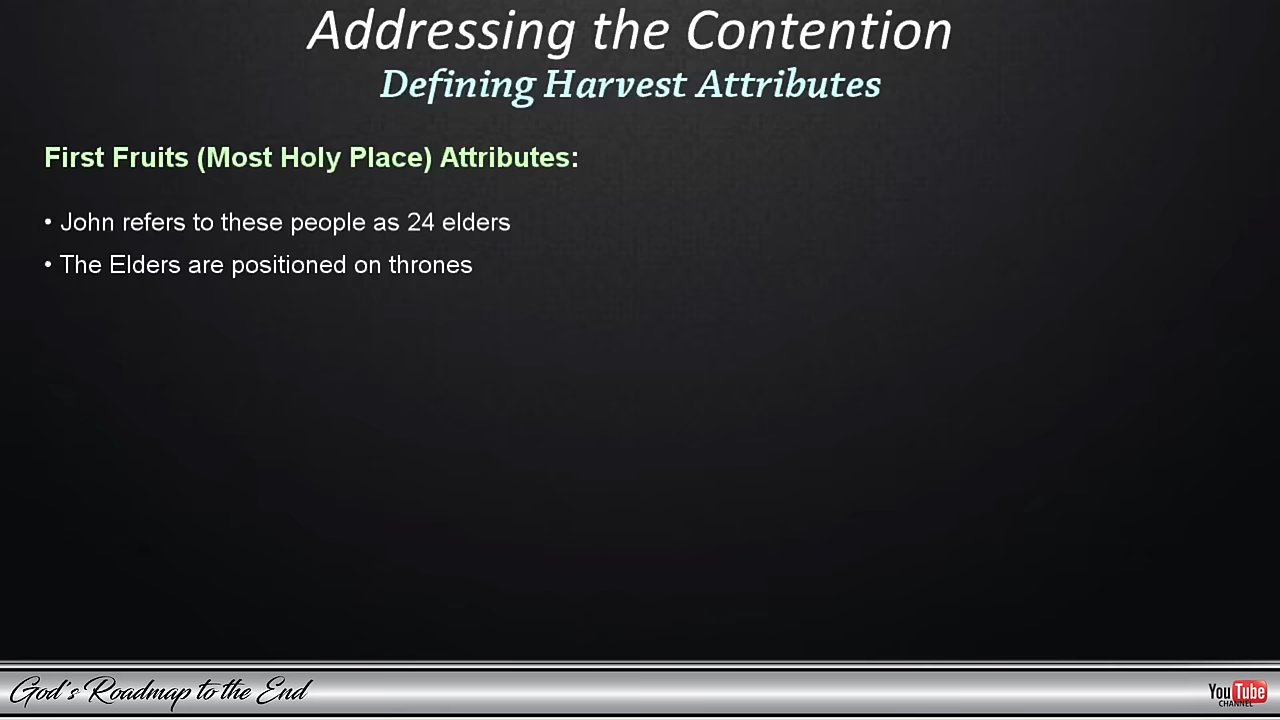 Addressing the Contention
Defining Harvest Attributes
First Fruits (Most Holy Place) Attributes:
• John refers to these people as 24 elders
• The Elders are positioned on thrones
God's Roadmap to the End
YouTube
CHANNEL